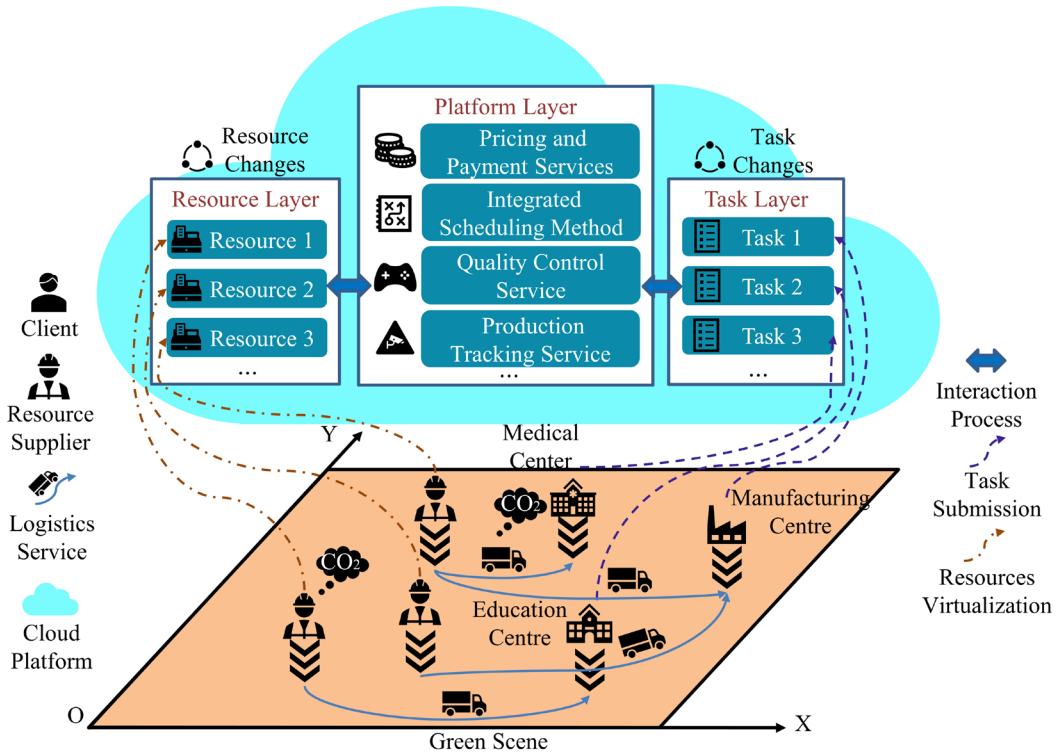 Resource
Changes
Platform Layer
Pricing and
Payment Services
Integrated
Scheduling Method
Quality Control
Service
Production
Tracking Service
...
Task
Changes
Resource Layer
Resource 1
Resource 2
Resource 3
...
Task Layer
Task 1
Task 2
Task 3
...
Client
Resource
Supplier
Logistics
Service
Cloud
Platform
Interaction
Process
Task
Submission
Resources
Virtualization
Y
Medical
Center
Manufacturing
Centre
CO2
CO2
Education
Centre
O
X
Green Scene